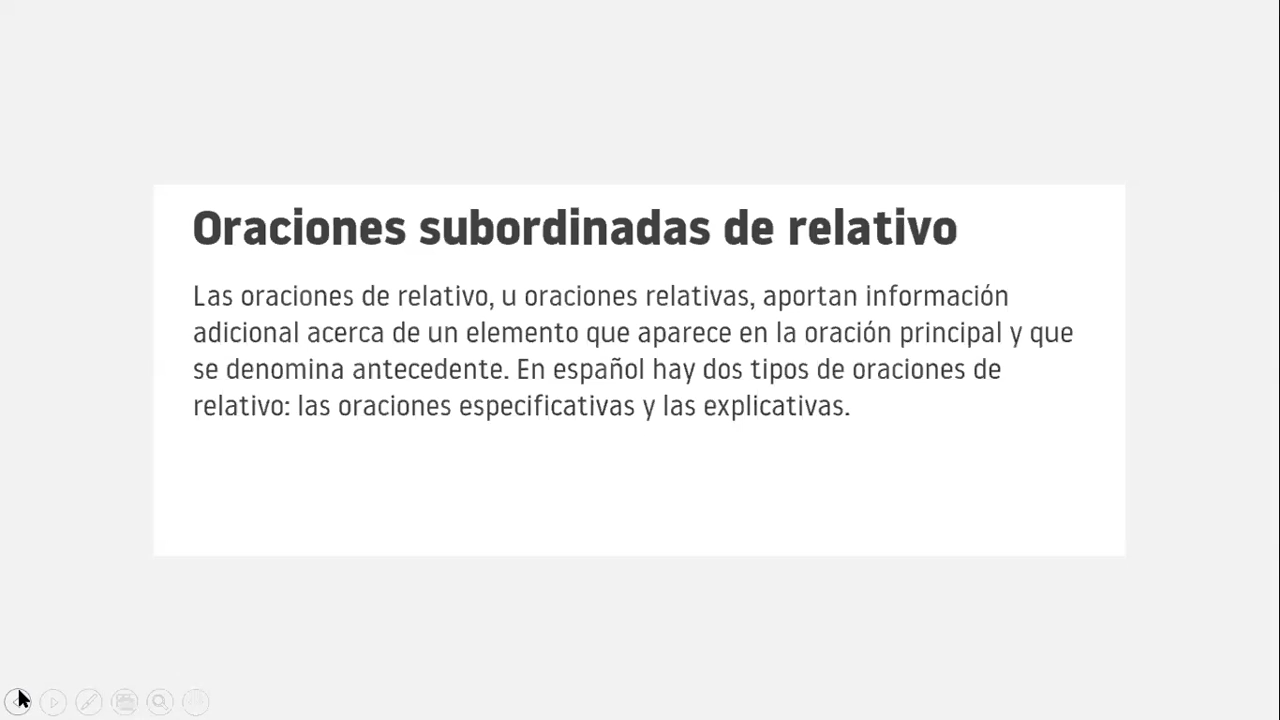 Oraciones subordinadas de relativo
Las oraciones de relativo, u oraciones relativas, aportan información
adicional acerca de un elemento que aparece en la oración principal y que
se denomina antecedente. En español hay dos tipos de oraciones de
relativo: las oraciones especificativas y las explicativas.